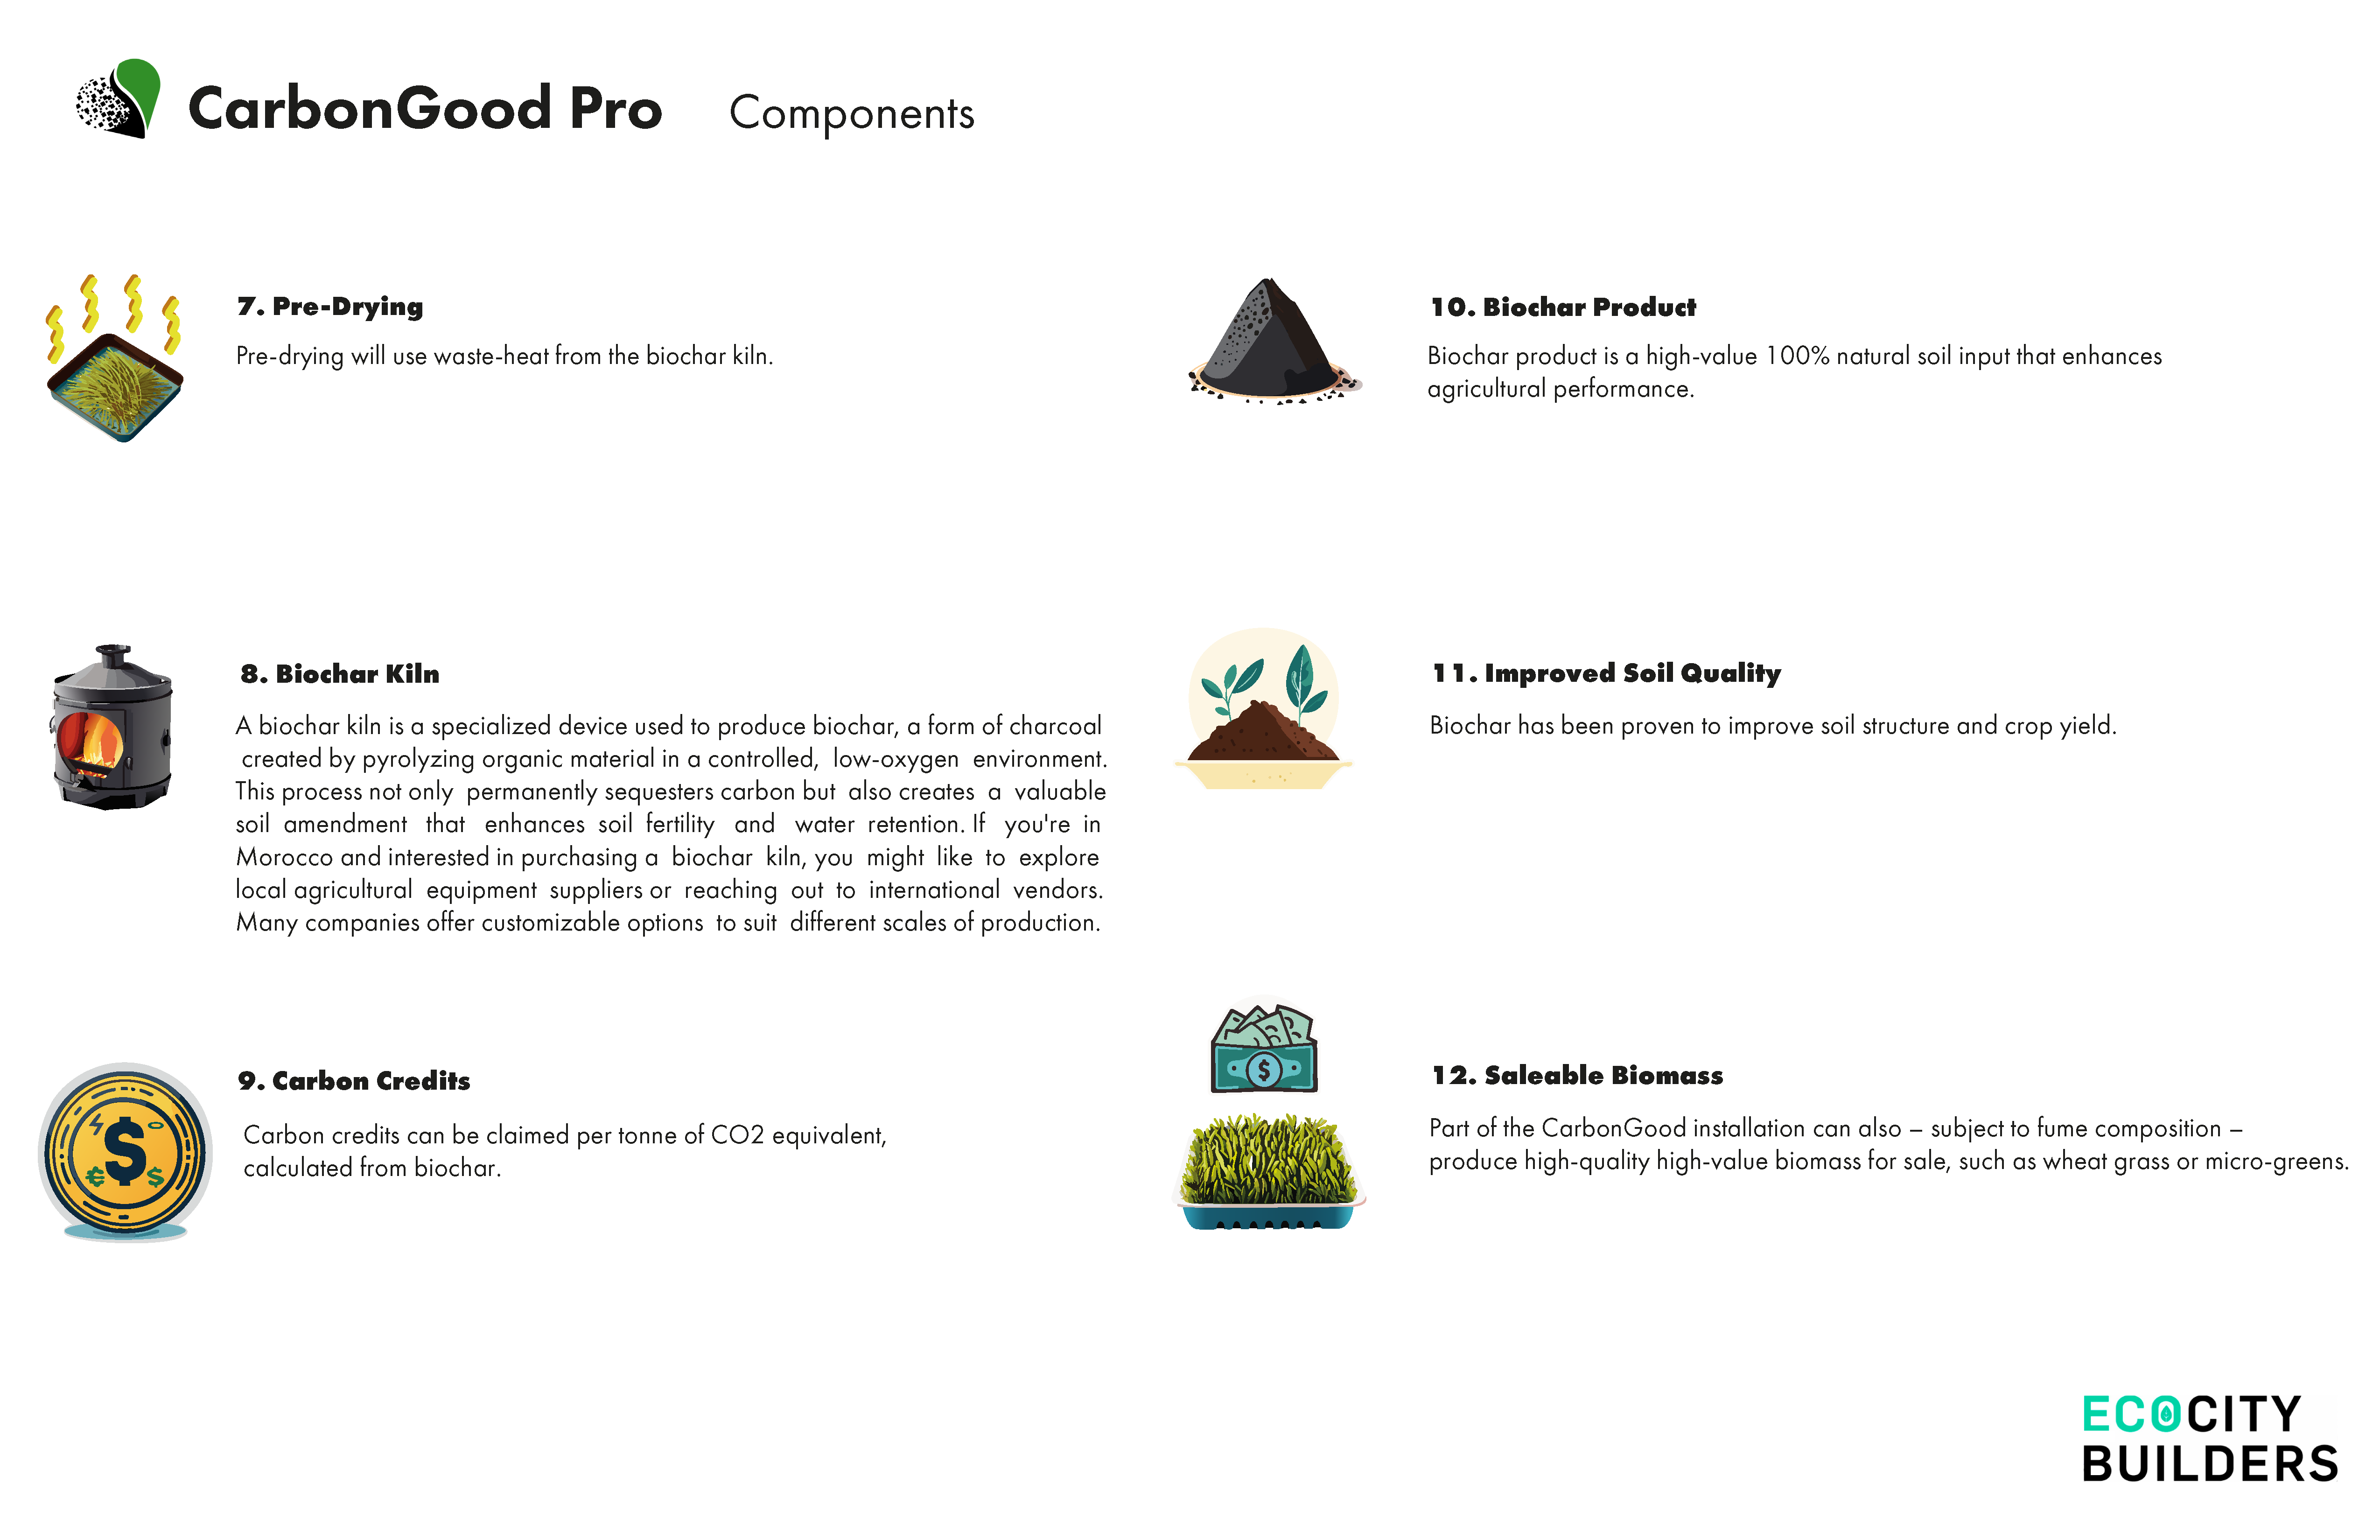 CarbonGood Pro Components
7. Pre-Drying
Pre-drying will use waste-heat from the biochar kiln.
8. Biochar Kiln
A biochar kiln is a specialized device used to produce biochar, a form of charcoal
created by pyrolyzing organic material in a controlled, low-oxygen environment.
This process not only permanently sequesters carbon but also creates a valuable
soil amendment that enhances soil fertility and water retention. If you're in
Morocco and interested in purchasing a biochar kiln, you might like to explore
local agricultural equipment suppliers or reaching out to international vendors.
Many companies offer customizable options to suit different scales of production.
9. Carbon Credits
Carbon credits can be claimed per tonne of CO2 equivalent,
calculated from biochar.
10. Biochar Product
Biochar product is a high-value 100% natural soil input that enhances
agricultural performance.
11. Improved Soil Quality
Biochar has been proven to improve soil structure and crop yield.
12. Saleable Biomass
Part of the CarbonGood installation can also – subject to fume composition –
produce high-quality high-value biomass for sale, such as wheat grass or micro-greens.
ECOCITY
BUILDERS